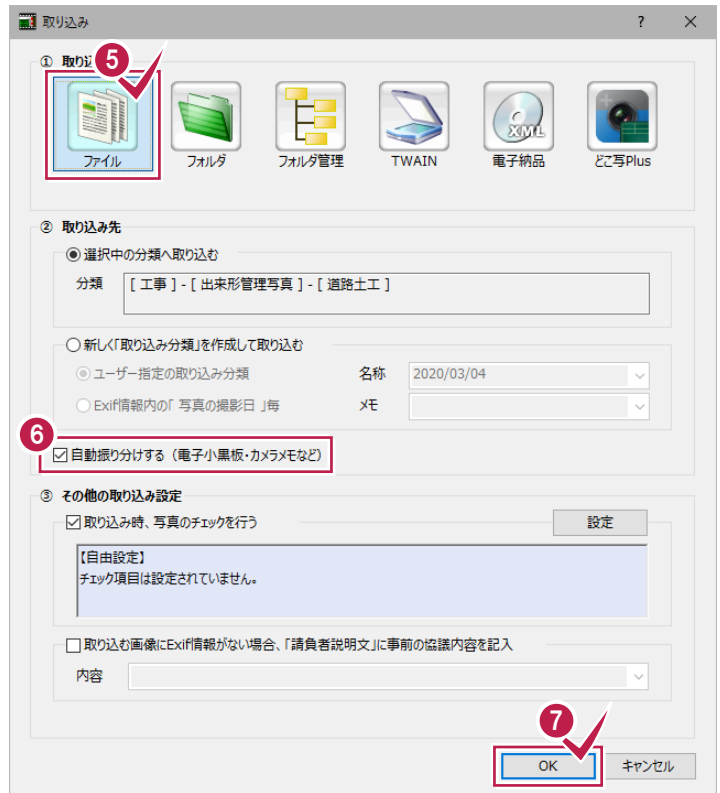 取り込み
?
① 取り込
5
ファイル
フォルダ
フォルダ管理
TWAIN
XML
電子納品
どこ写Plus
② 取り込み先
選択中の分類へ取り込む
分類 [ 工事 ] - [ 出来形管理写真 ] - [ 道路土工 ]
新しく「取り込み分類」を作成して取り込む
ユーザー指定の取り込み分類 名称 2020/03/04
Exif情報内の「 写真の撮影日 」毎 メモ
6
自動振り分けする（電子小黒板・カメラメモなど）
③ その他の取り込み設定
取り込み時、写真のチェックを行う 設定
【自由設定】
チェック項目は設定されていません。
取り込む画像にExif情報がない場合、「請負者説明文」に事前の協議内容を記入
内容
7
OK キャンセル